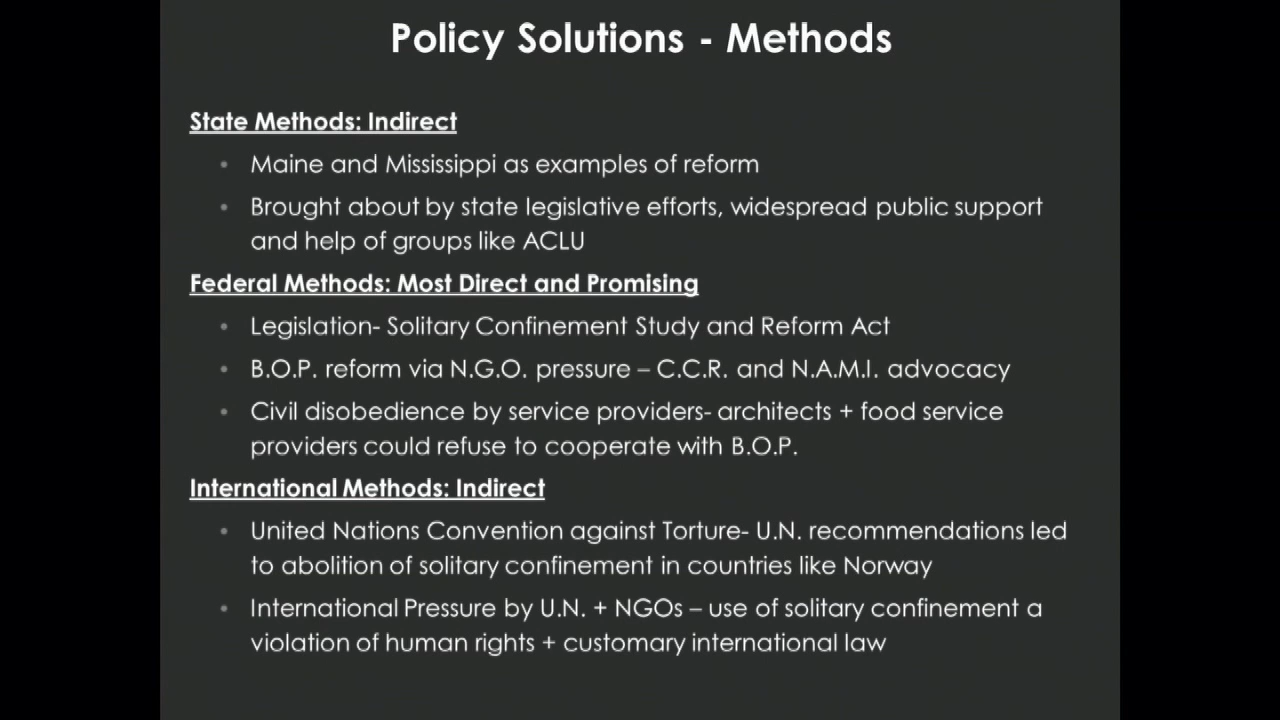 Policy Solutions - Methods
State Methods: Indirect
• Maine and Mississippi as examples of reform
• Brought about by state legislative efforts, widespread public support
and help of groups like ACLU
Federal Methods: Most Direct and Promising
• Legislation- Solitary Confinement Study and Reform Act
• B.O.P. reform via N.G.O. pressure – C.C.R. and N.A.M.I. advocacy
• Civil disobedience by service providers- architects + food service
providers could refuse to cooperate with B.O.P.
International Methods: Indirect
• United Nations Convention against Torture- U.N. recommendations led
to abolition of solitary confinement in countries like Norway
• International Pressure by U.N. + NGOs – use of solitary confinement a
violation of human rights + customary international law